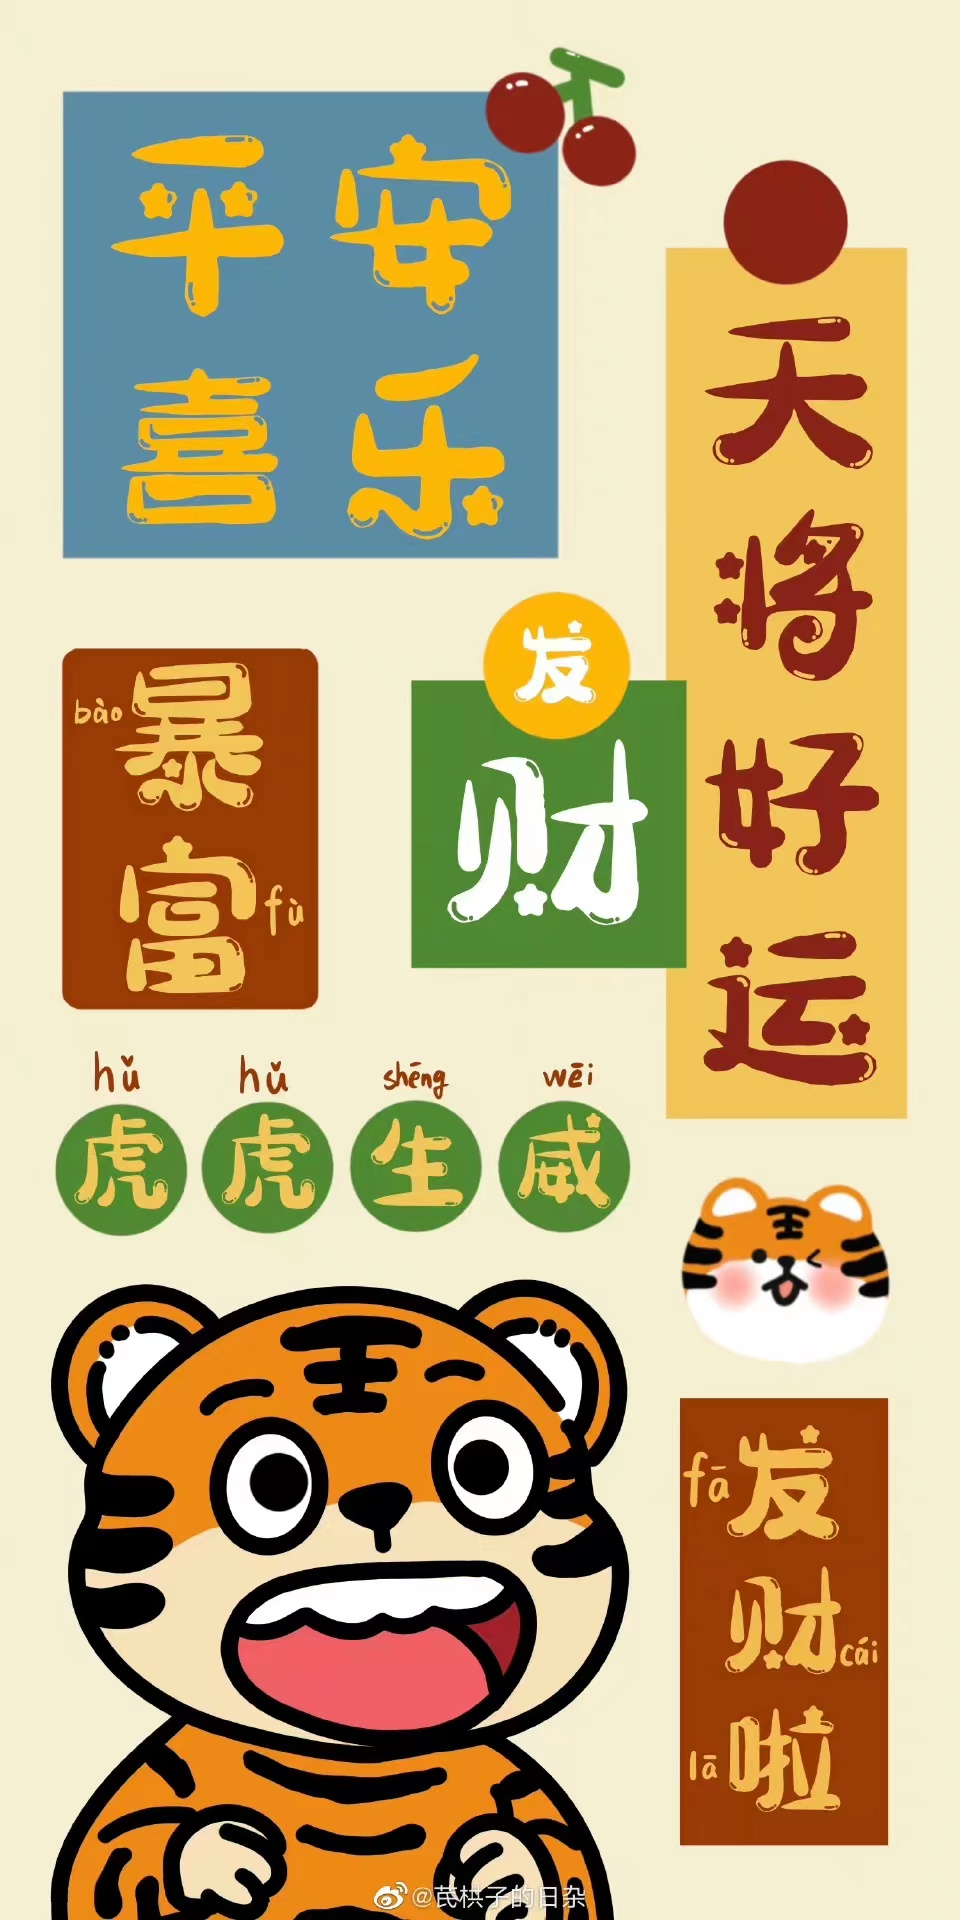 平安
喜乐
天将好运
发
财
bào
暴
富
fù
hǔ hǔ shēng wēi
虎虎生威
王
王
fā
发
财
cái
lā
啦
@芪栱子的日杂